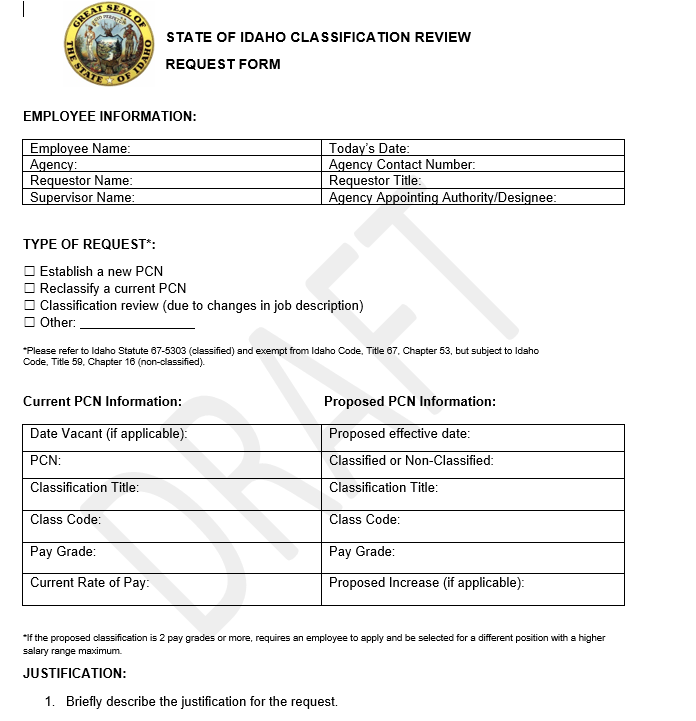 GREAT SEAL OF
THE STATE OF IDAHO
STATE OF IDAHO CLASSIFICATION REVIEW
REQUEST FORM
EMPLOYEE INFORMATION:
Employee Name: Today's Date:
Agency: Agency Contact Number:
Requestor Name: Requestor Title:
Supervisor Name: Agency Appointing Authority/Designee:
TYPE OF REQUEST*:
☐ Establish a new PCN
☐ Reclassify a current PCN
☐ Classification review (due to changes in job description)
☐ Other: ________________
*Please refer to Idaho Statute 67-5303 (classified) and exempt from Idaho Code, Title 67, Chapter 53, but subject to Idaho
Code, Title 59, Chapter 16 (non-classified).
Current PCN Information: Proposed PCN Information:
Date Vacant (if applicable): Proposed effective date:
PCN: Classified or Non-Classified:
Classification Title: Classification Title:
Class Code: Class Code:
Pay Grade: Pay Grade:
Current Rate of Pay: Proposed Increase (if applicable):
*If the proposed classification is 2 pay grades or more, requires an employee to apply and be selected for a different position with a higher
salary range maximum.
JUSTIFICATION:
1. Briefly describe the justification for the request.
DRAFT